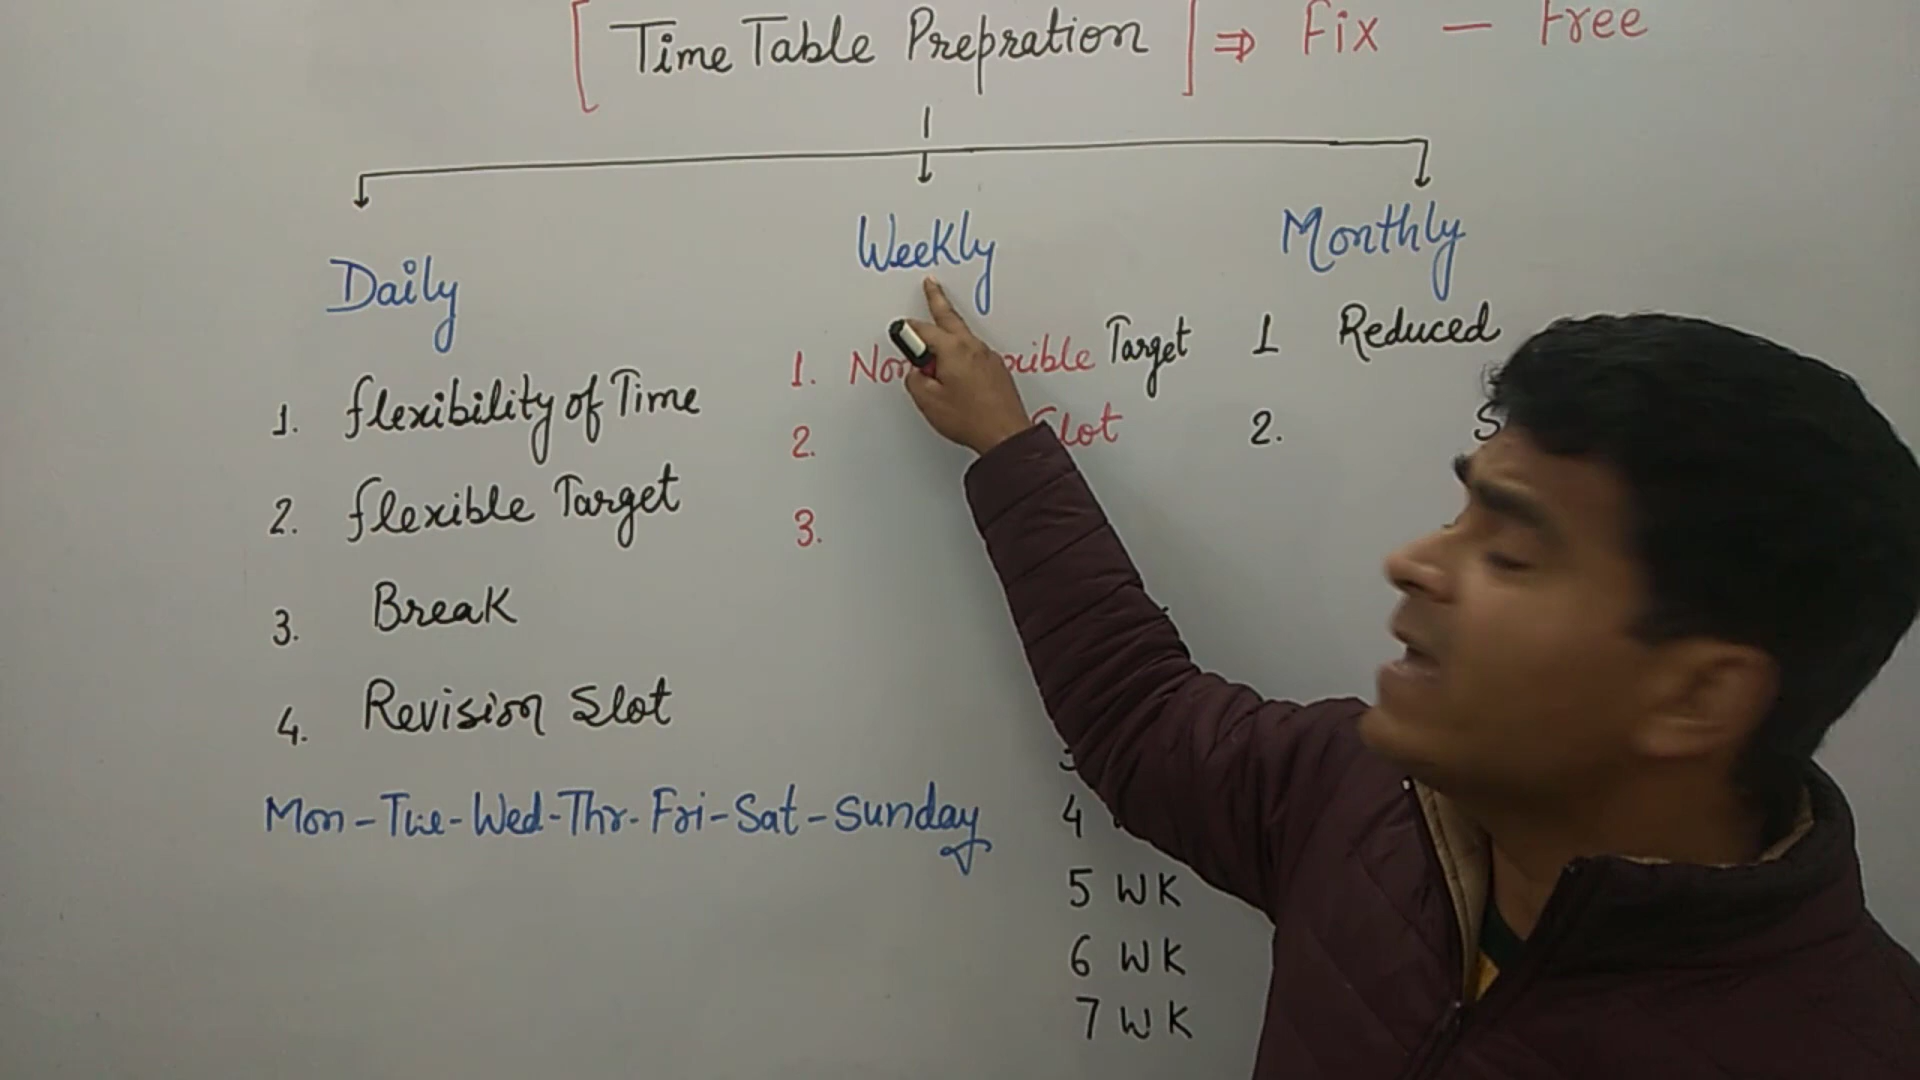 [ Time Table Prepration ] ⇒ Fix - Free
Daily
1. flexibility of Time
2. flexible Target
3. Break
4. Revision Slot
Mon-Tue-Wed-Thr-Fri-Sat-Sunday
Weekly
1. Target
2. Slot
3.
4
5 WK
6 WK
7 WK
Monthly
1 Reduced
2.